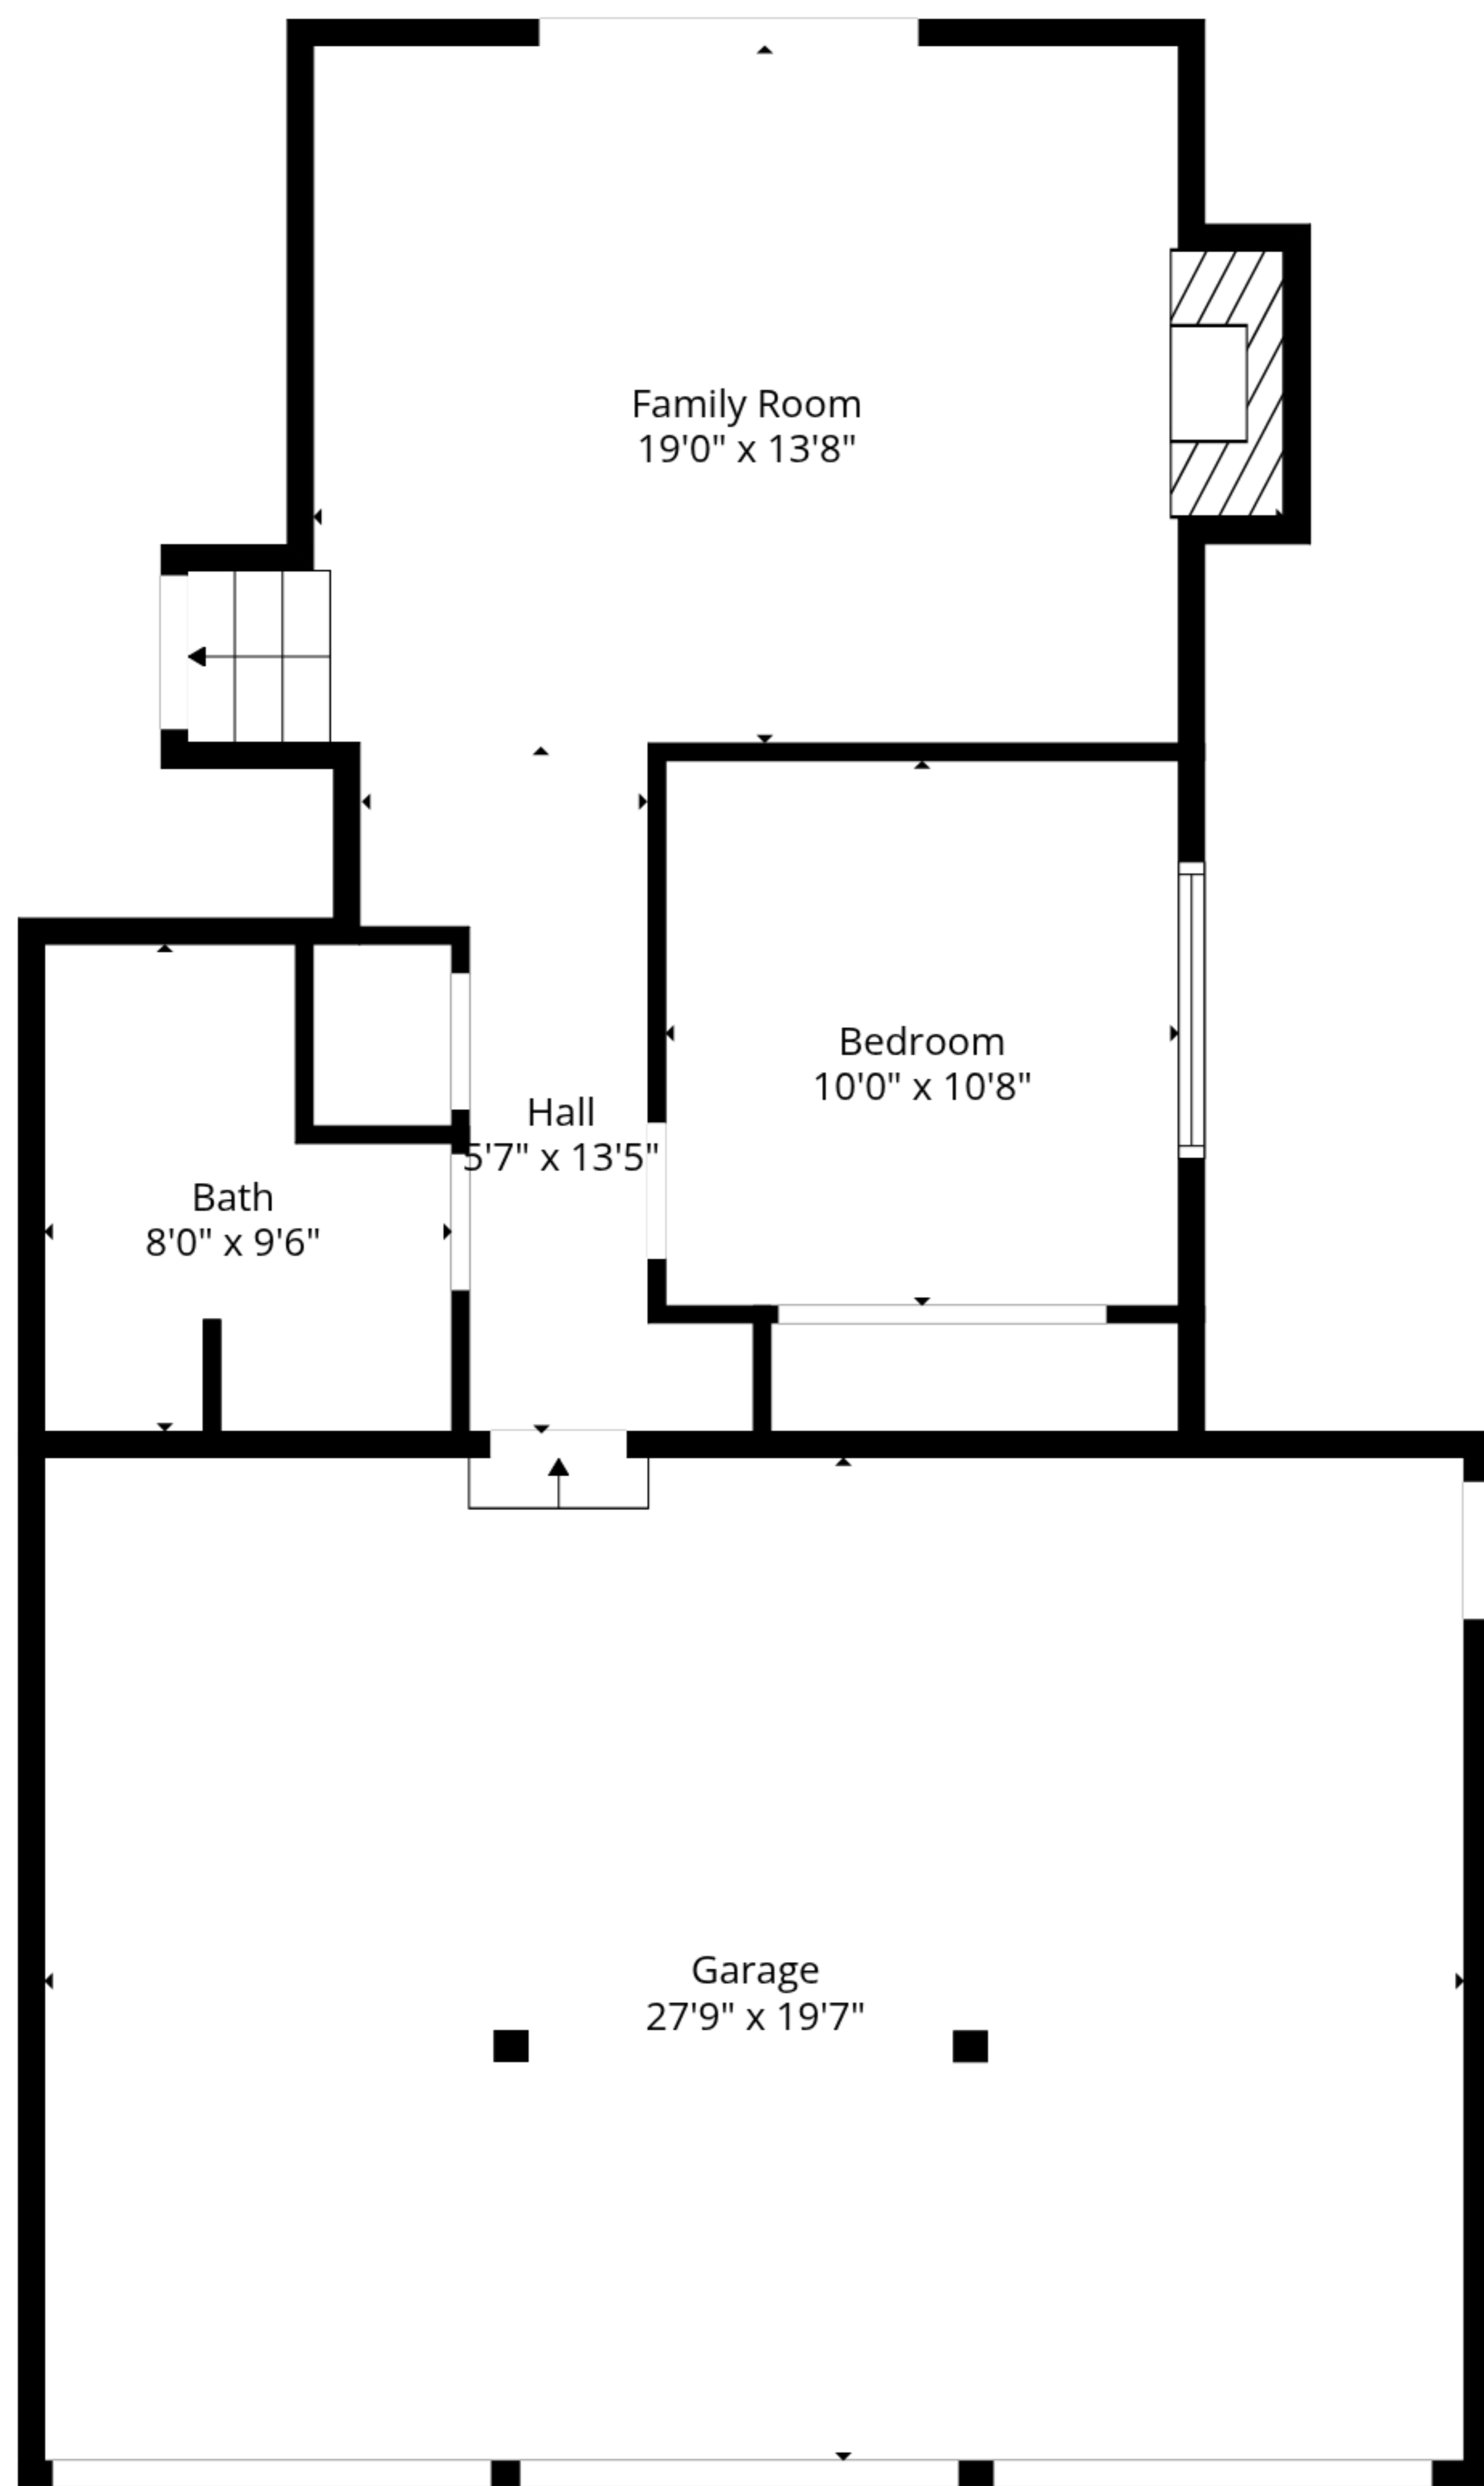 Family Room
19'0" x 13'8"
Bedroom
10'0" x 10'8"
Hall
5'7" x 13'5"
Bath
8'0" x 9'6"
Garage
27'9" x 19'7"